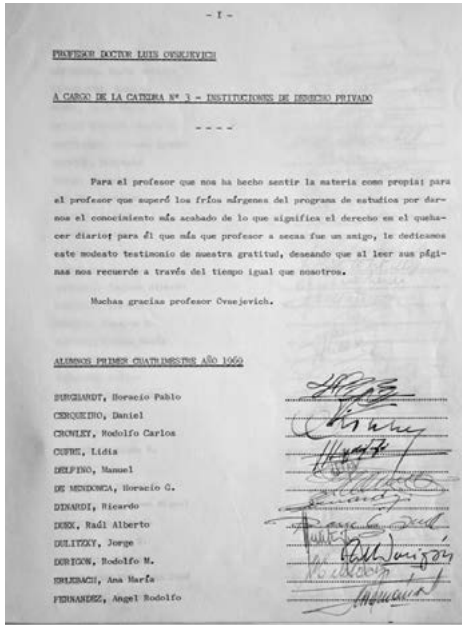 - I -
PROFESOR DOCTOR LUIS OVSEJEVICH
A CARGO DE LA CATEDRA Nº 3 - INSTITUCIONES DE DERECHO PRIVADO
- - - -
Para el profesor que nos ha hecho sentir la materia como propia; para
el profesor que superó los fríos márgenes del programa de estudios por dar-
nos el conocimiento más acabado de lo que significa el derecho en el queha-
cer diario; para él que más que profesor a secas fue un amigo, le dedicamos
este modesto testimonio de nuestra gratitud, deseando que al leer sus pági-
nas nos recuerde a través del tiempo igual que nosotros.
Muchas gracias profesor Ovsejevich.
ALUMNOS PRIMER CUATRIMESTRE AÑO 1969
BURGHARDT, Horacio Pablo
CERQUEIRO, Daniel
CROWLEY, Rodolfo Carlos
CUFRE, Lidia
DELFINO, Manuel
DE MENDONCA, Horacio G.
DINARDI, Ricardo
DUEK, Raúl Alberto
DULITZKY, Jorge
DORIGON, Rodolfo M.
ERLEBACH, Ana María
FERNANDEZ, Angel Rodolfo